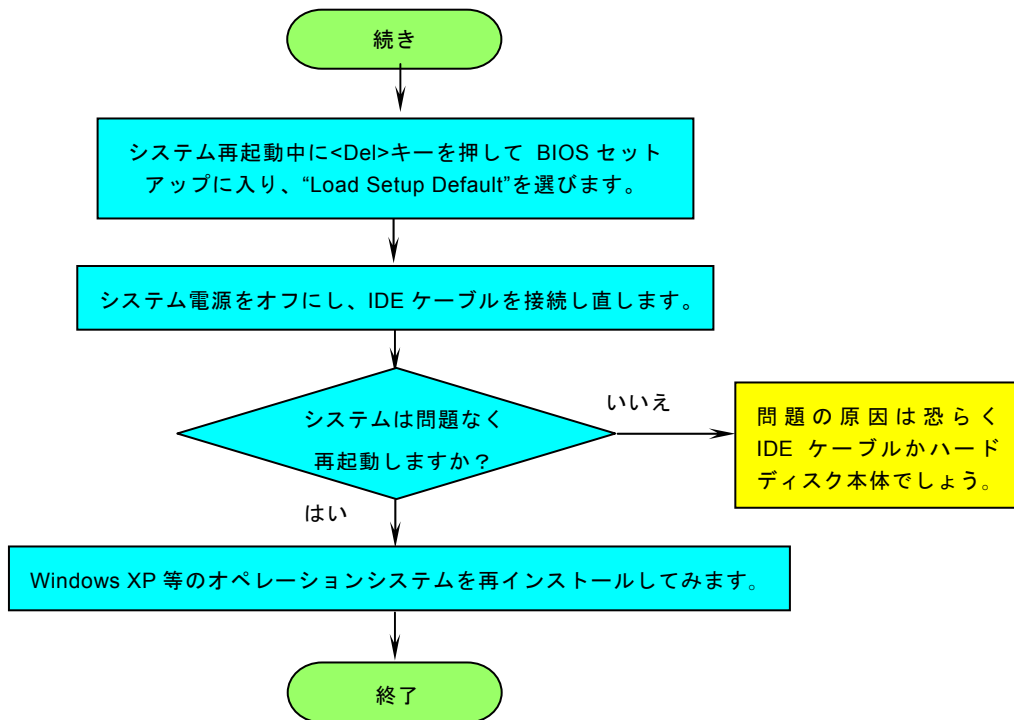 続き
システム再起動中に<Del>キーを押して BIOS セット
アップに入り、“Load Setup Default”を選びます。
システム電源をオフにし、IDE ケーブルを接続し直します。
システムは問題なく
再起動しますか？
いいえ
問題の原因は恐らく
IDE ケーブルかハード
ディスク本体でしょう。
はい
Windows XP 等のオペレーションシステムを再インストールしてみます。
終了